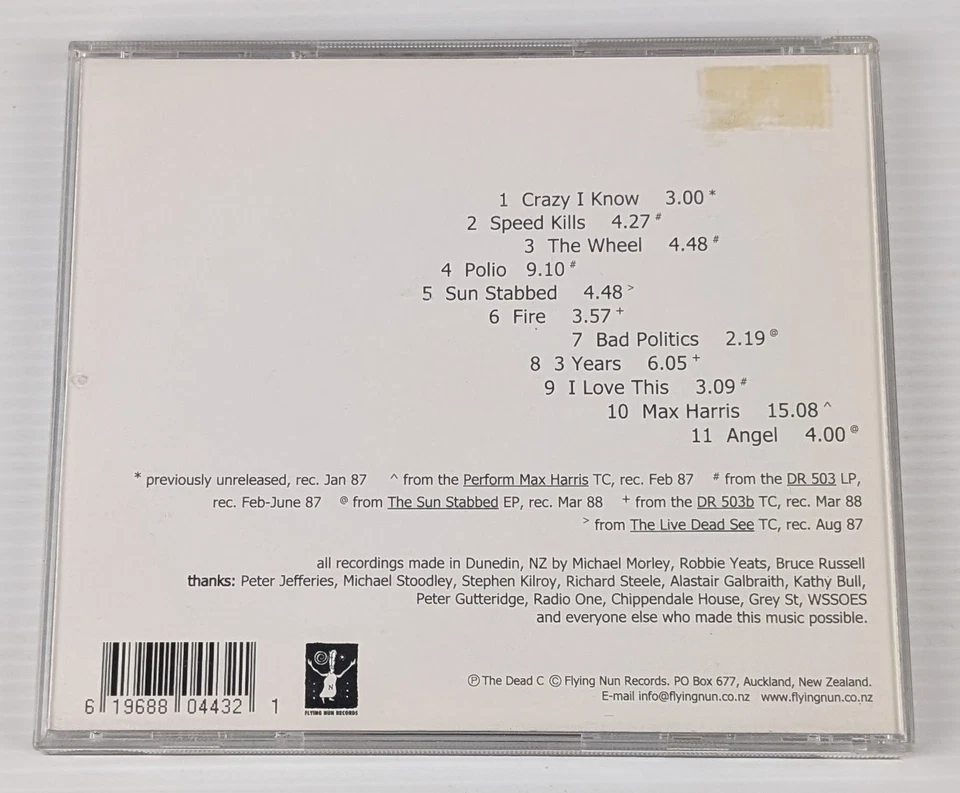 1 Crazy I Know 3.00 *
2 Speed Kills 4.27 #
3 The Wheel 4.48 #
4 Polio 9.10 #
5 Sun Stabbed 4.48 >
6 Fire 3.57 +
7 Bad Politics 2.19 @
8 3 Years 6.05 +
9 I Love This 3.09 #
10 Max Harris 15.08 ^
11 Angel 4.00 @
* previously unreleased, rec. Jan 87 ^ from the Perform Max Harris TC, rec. Feb 87 # from the DR 503 LP,
rec. Feb-June 87 @ from The Sun Stabbed EP, rec. Mar 88 + from the DR 503b TC, rec. Mar 88
> from The Live Dead See TC, rec. Aug 87
all recordings made in Dunedin, NZ by Michael Morley, Robbie Yeats, Bruce Russell
thanks: Peter Jefferies, Michael Stoodley, Stephen Kilroy, Richard Steele, Alastair Galbraith, Kathy Bull,
Peter Gutteridge, Radio One, Chippendale House, Grey St, WSSOES
and everyone else who made this music possible.
6 19688 04432 1
N
FLYING NUN RECORDS
Ⓟ The Dead C © Flying Nun Records. PO Box 677, Auckland, New Zealand.
E-mail info@flyingnun.co.nz www.flyingnun.co.nz